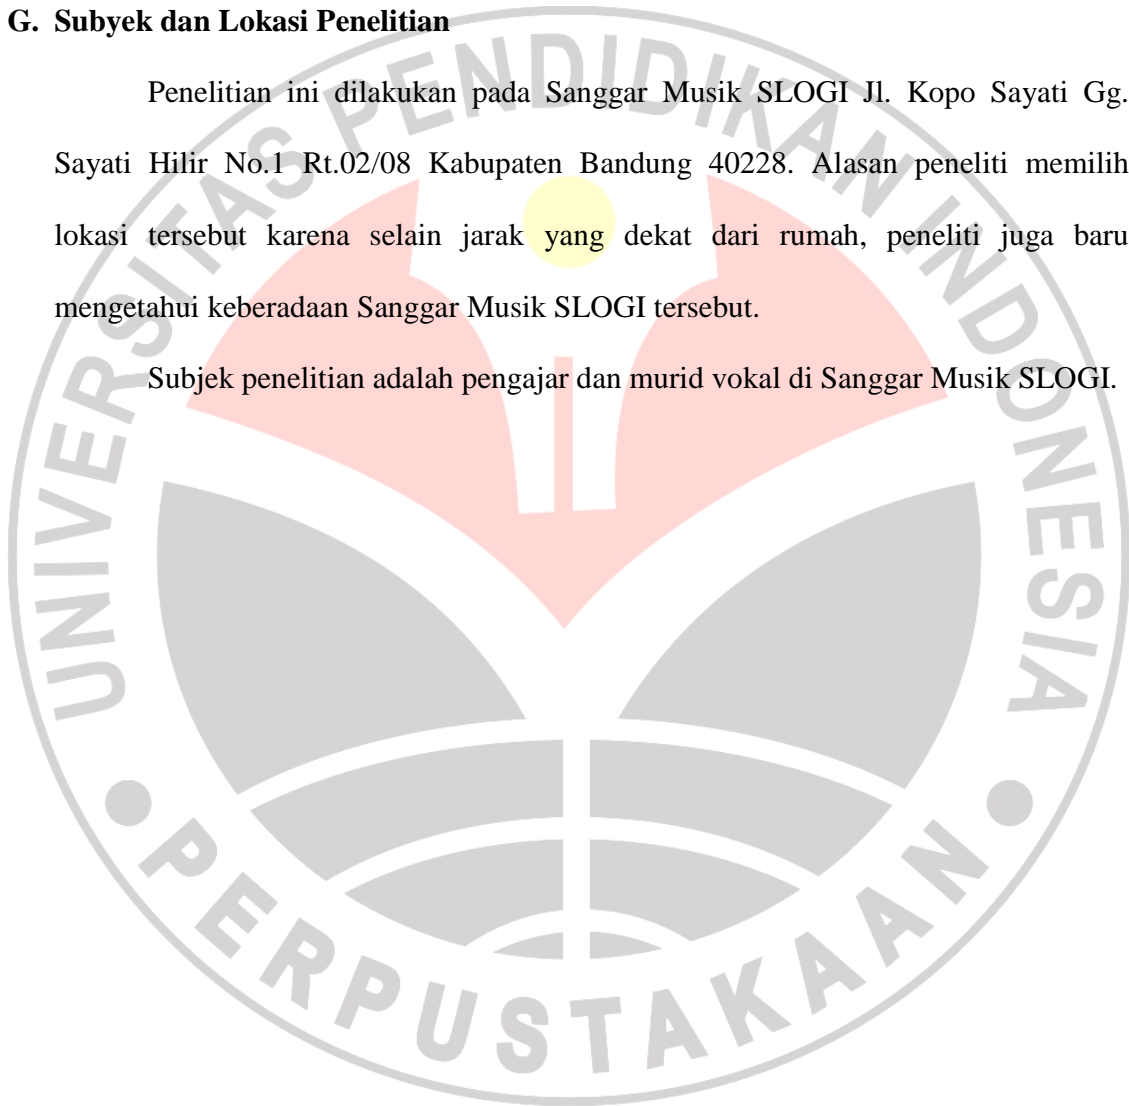 G. Subyek dan Lokasi Penelitian
Penelitian ini dilakukan pada Sanggar Musik SLOGI Jl. Kopo Sayati Gg.
Sayati Hilir No.1 Rt.02/08 Kabupaten Bandung 40228. Alasan peneliti memilih
lokasi tersebut karena selain jarak yang dekat dari rumah, peneliti juga baru
mengetahui keberadaan Sanggar Musik SLOGI tersebut.
Subjek penelitian adalah pengajar dan murid vokal di Sanggar Musik SLOGI.
UNIVERSITAS PENDIDIKAN INDONESIA
PERPUSTAKAAN